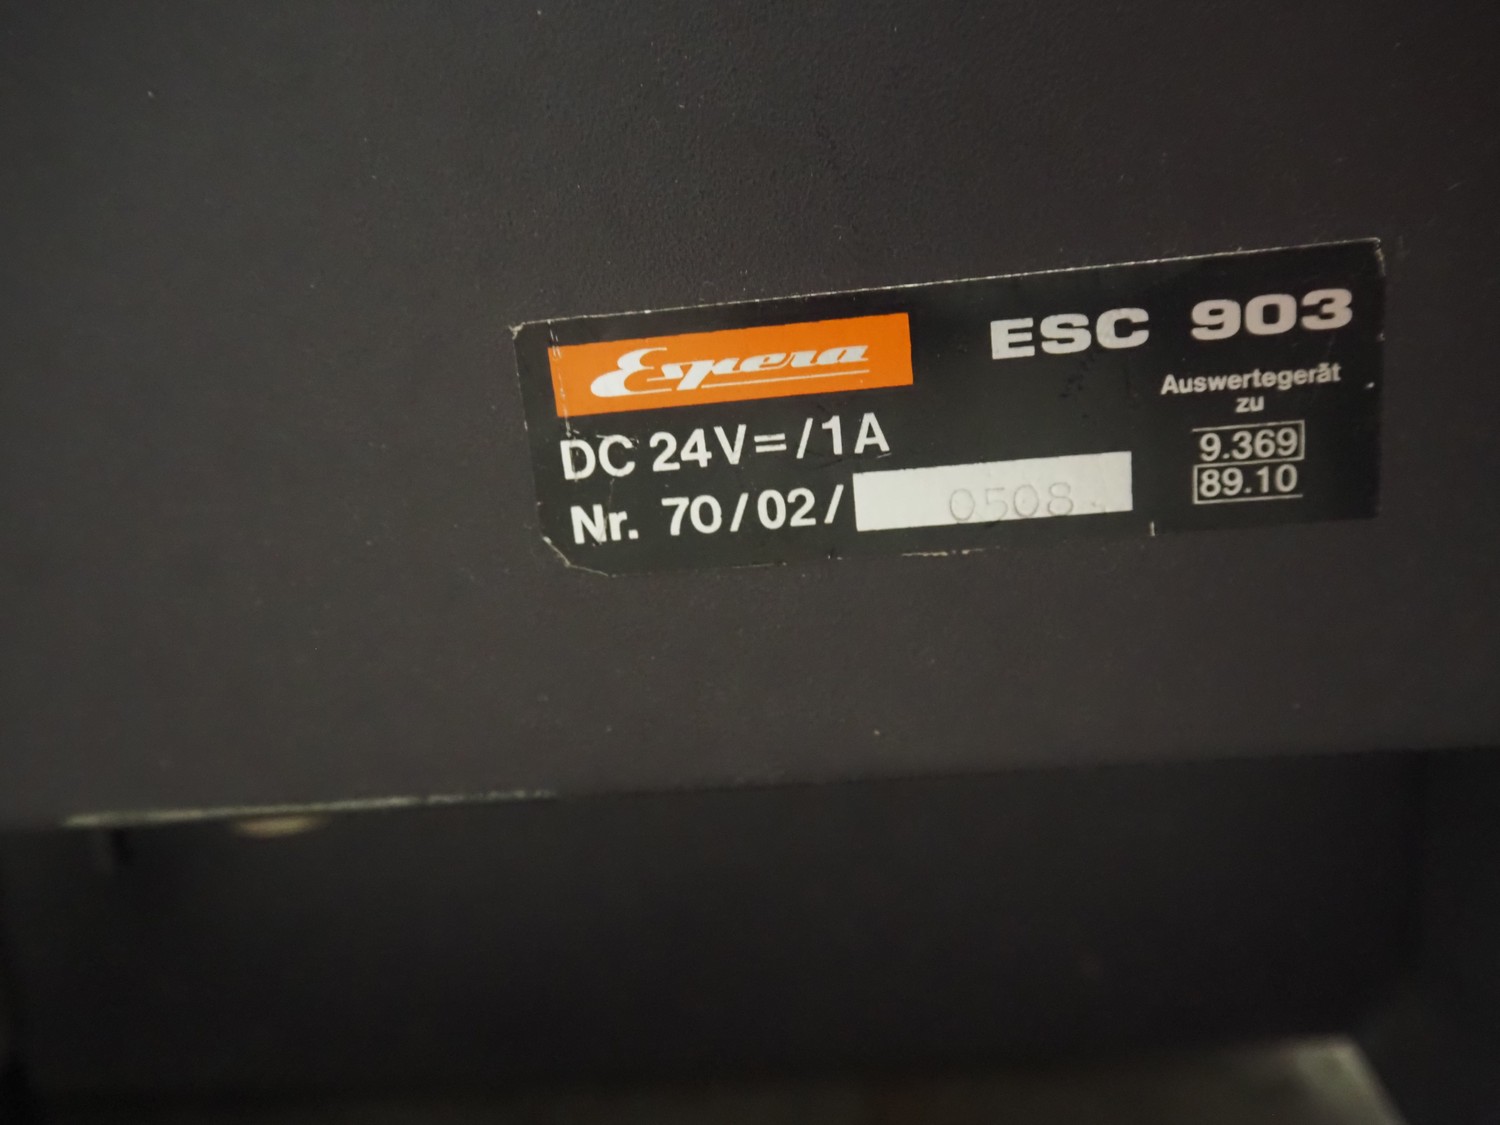 Espera
ESC 903
DC 24V=/1A
Nr. 70/02/ 0508
Auswertegerät
zu
9.369
89.10